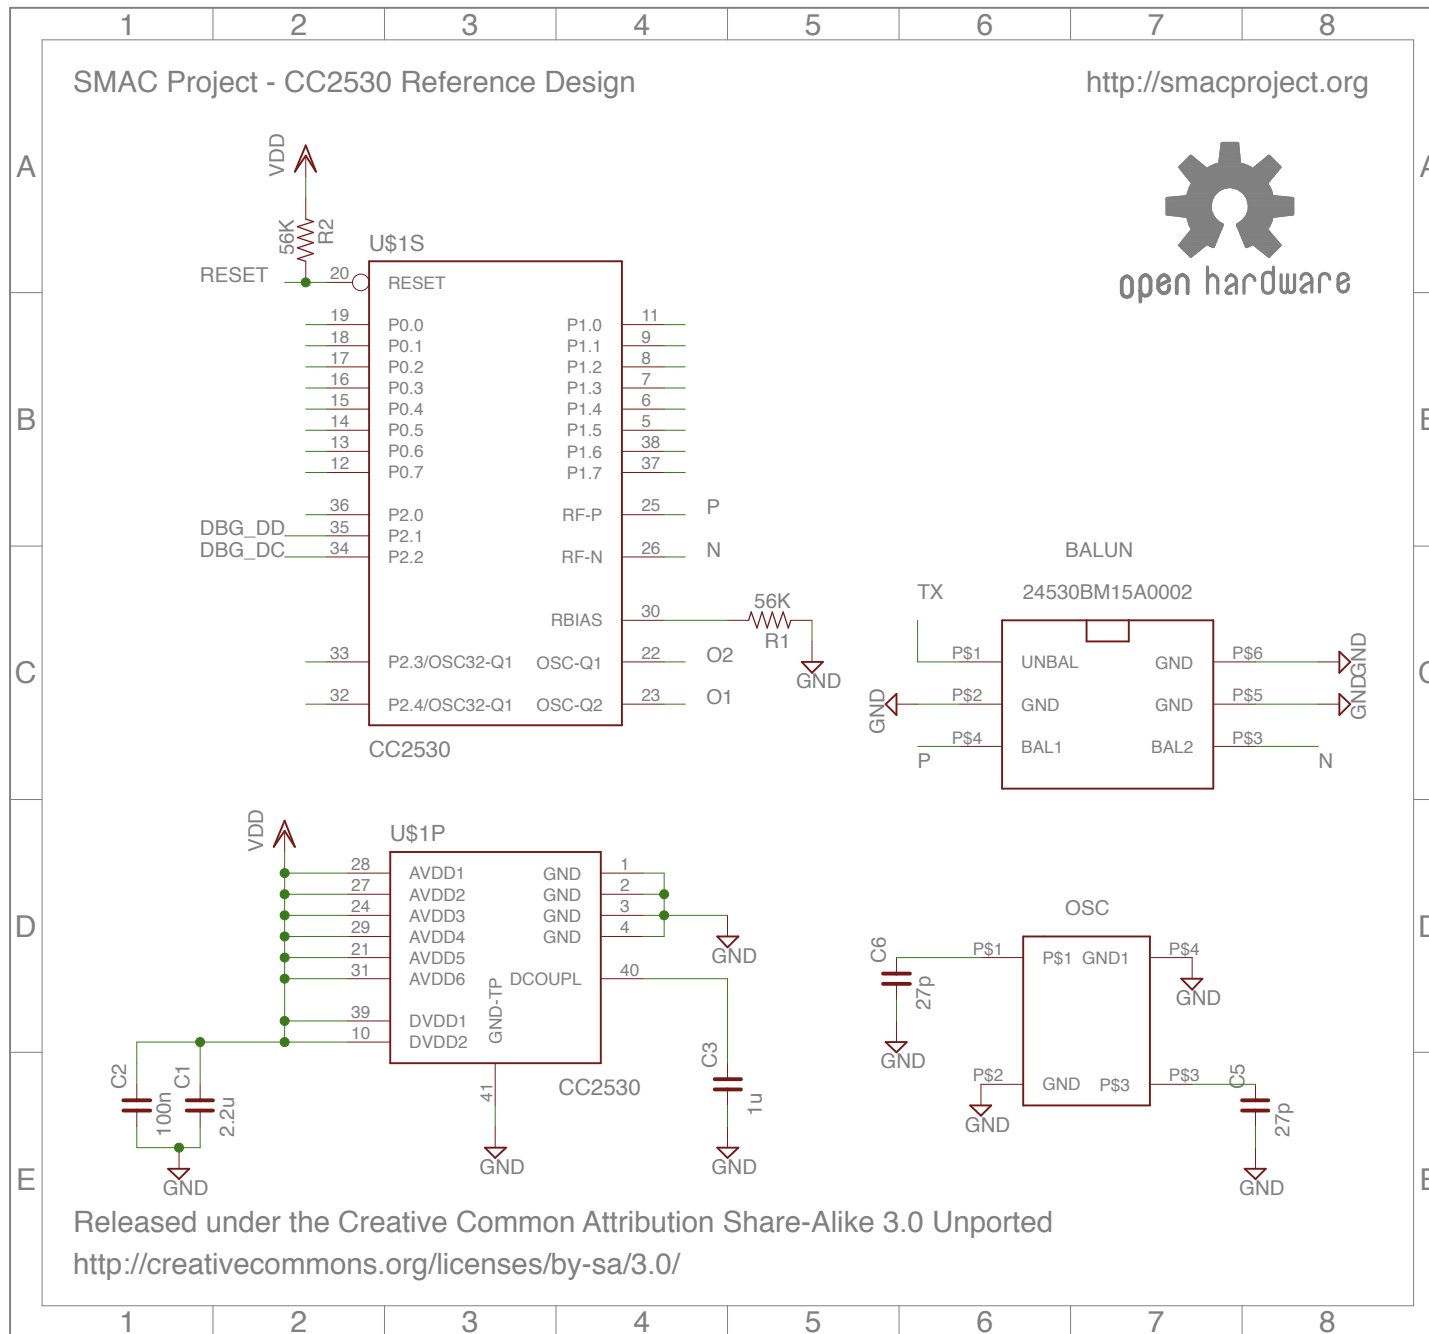 1 2 3 4 5 6 7 8
SMAC Project - CC2530 Reference Design
http://smacproject.org
A
A
VDD
56K
R2
U$1S
RESET
20
RESET
open hardware
19 P0.0 P1.0 11
18 P0.1 P1.1 9
17 P0.2 P1.2 8
16 P0.3 P1.3 7
B
15 P0.4 P1.4 6
14 P0.5 P1.5 5
13 P0.6 P1.6 38
12 P0.7 P1.7 37
36 P2.0 RF-P 25 P
DBG_DD 35 P2.1
DBG_DC 34 P2.2 RF-N 26 N
BALUN
24530BM15A0002
TX
56K
RBIAS 30
R1
GND
C
33 P2.3/OSC32-Q1 OSC-Q1 22 O2
32 P2.4/OSC32-Q1 OSC-Q2 23 O1
CC2530
P$1 UNBAL GND P$6 GND
GND P$2 GND GND P$5 GND
P P$4 BAL1 BAL2 P$3 N
VDD
U$1P
28 AVDD1 GND 1
27 AVDD2 GND 2
24 AVDD3 GND 3
29 AVDD4 GND 4
GND
21 AVDD5
31 AVDD6 DCOUPL 40
GND-TP
39 DVDD1
10 DVDD2
CC2530
41
GND
D
OSC
C6
27p
GND
P$1 P$1 GND1 P$4
GND
P$2 GND P$3 P$3
GND
C5
27p
GND
C2
100n
C1
2.2u
GND
C3
1u
GND
E
Released under the Creative Common Attribution Share-Alike 3.0 Unported
http://creativecommons.org/licenses/by-sa/3.0/
1 2 3 4 5 6 7 8